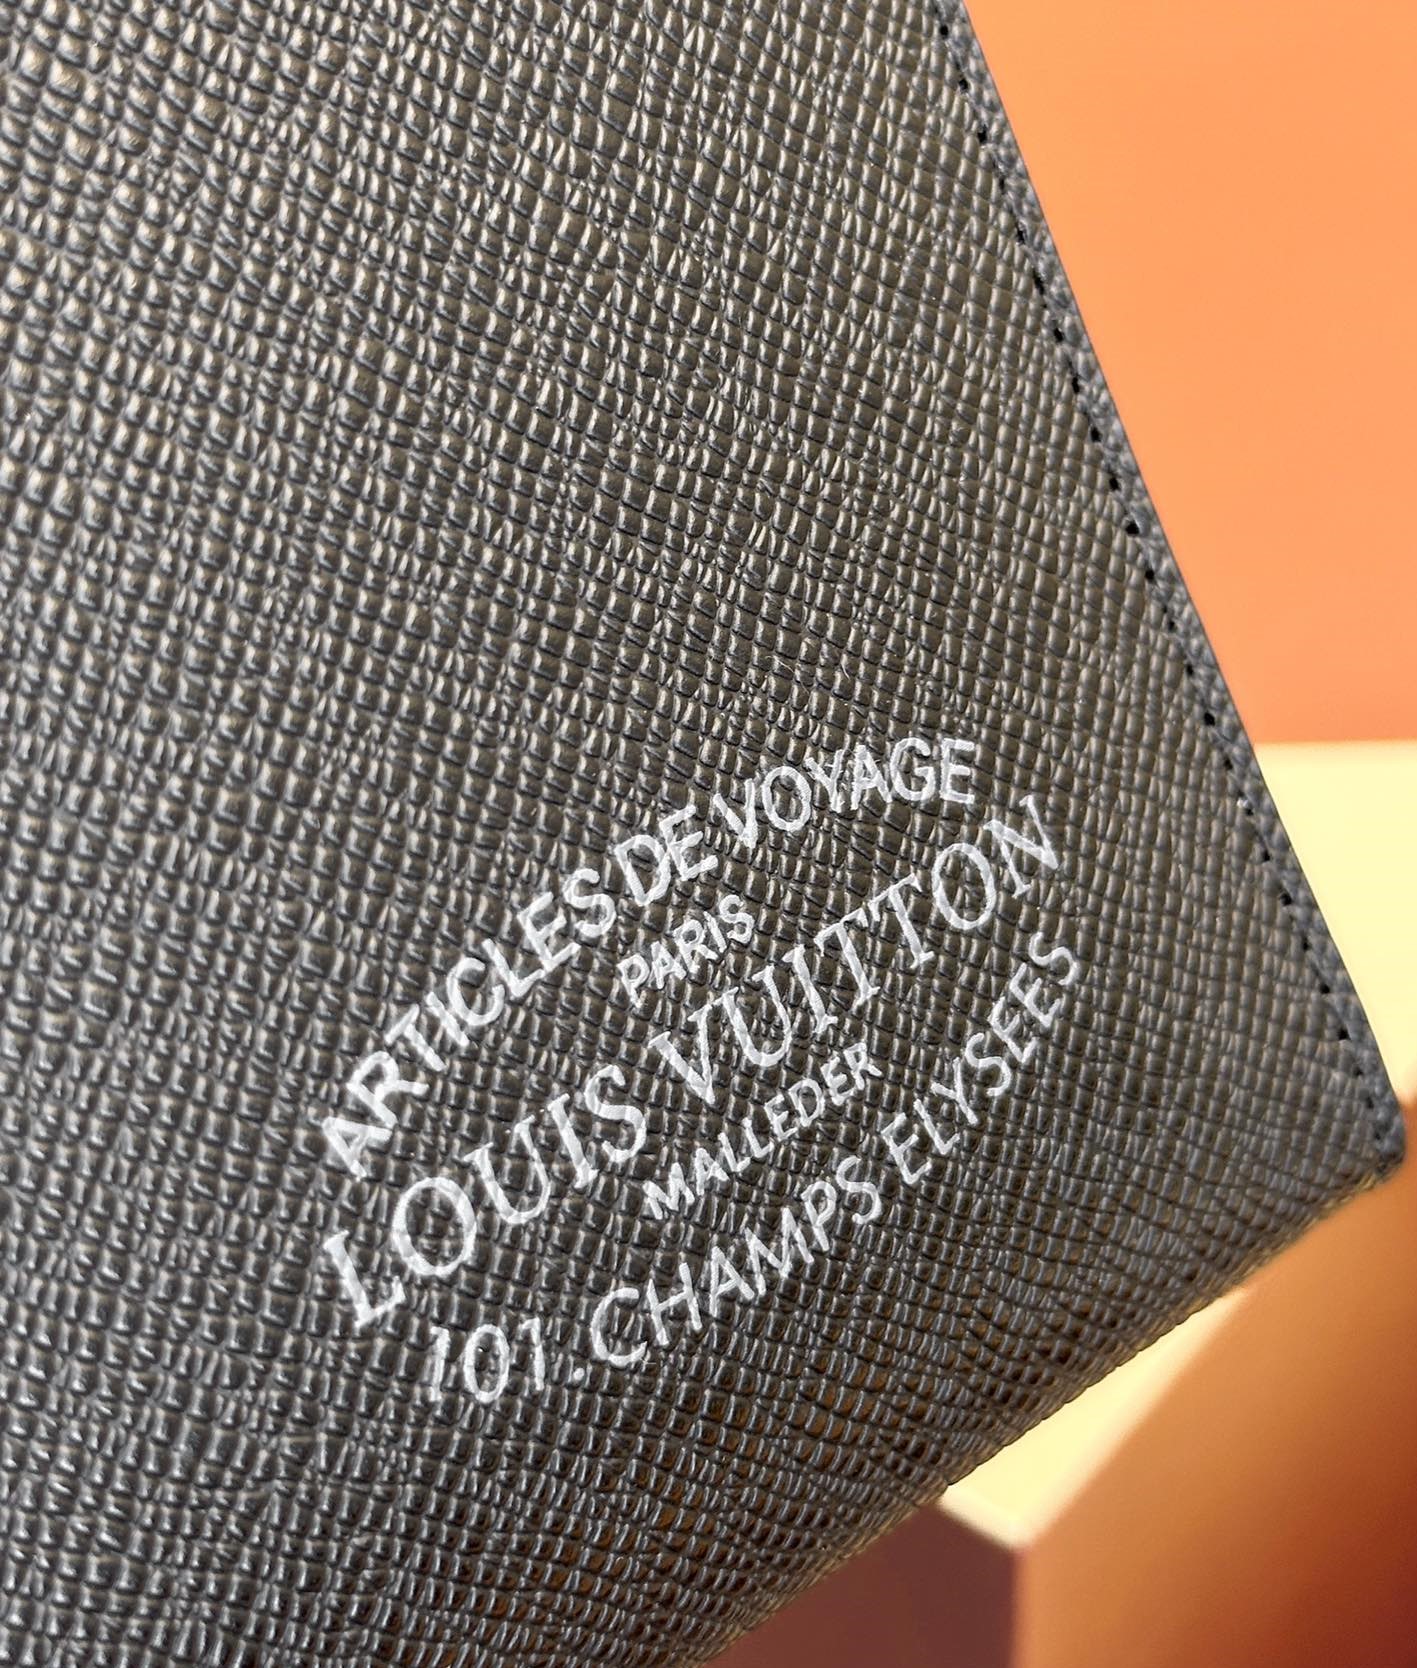 ARTICLES DE VOYAGE
PARIS
LOUIS VUITTON
MALLEDER
101. CHAMPS ELYSEES